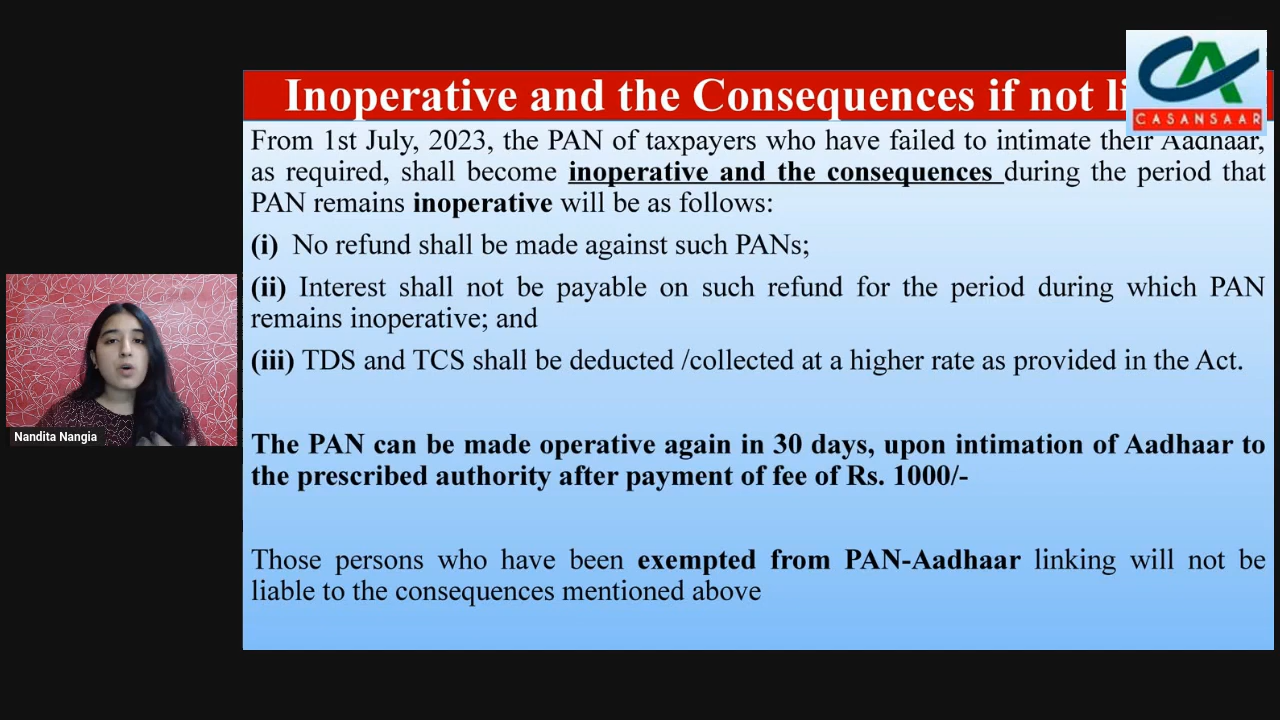 Inoperative and the Consequences if not
CASANSAAR
From 1st July, 2023, the PAN of taxpayers who have failed to intimate their Aadhaar,
as required, shall become inoperative and the consequences during the period that
PAN remains inoperative will be as follows:
(i) No refund shall be made against such PANs;
(ii) Interest shall not be payable on such refund for the period during which PAN
remains inoperative; and
(iii) TDS and TCS shall be deducted /collected at a higher rate as provided in the Act.
The PAN can be made operative again in 30 days, upon intimation of Aadhaar to
the prescribed authority after payment of fee of Rs. 1000/-
Those persons who have been exempted from PAN-Aadhaar linking will not be
liable to the consequences mentioned above
Nandita Nangia